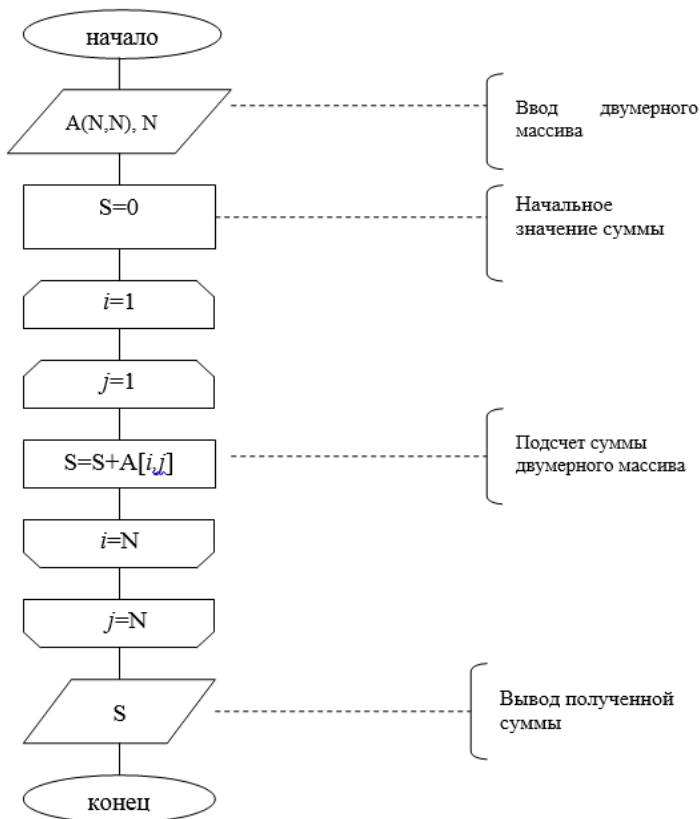 начало
A(N,N), N
Ввод двумерного
массива
S=0
Начальное
значение суммы
i=1
j=1
S=S+A[i,j]
Подсчет суммы
двумерного массива
i=N
j=N
S
Вывод полученной
суммы
конец